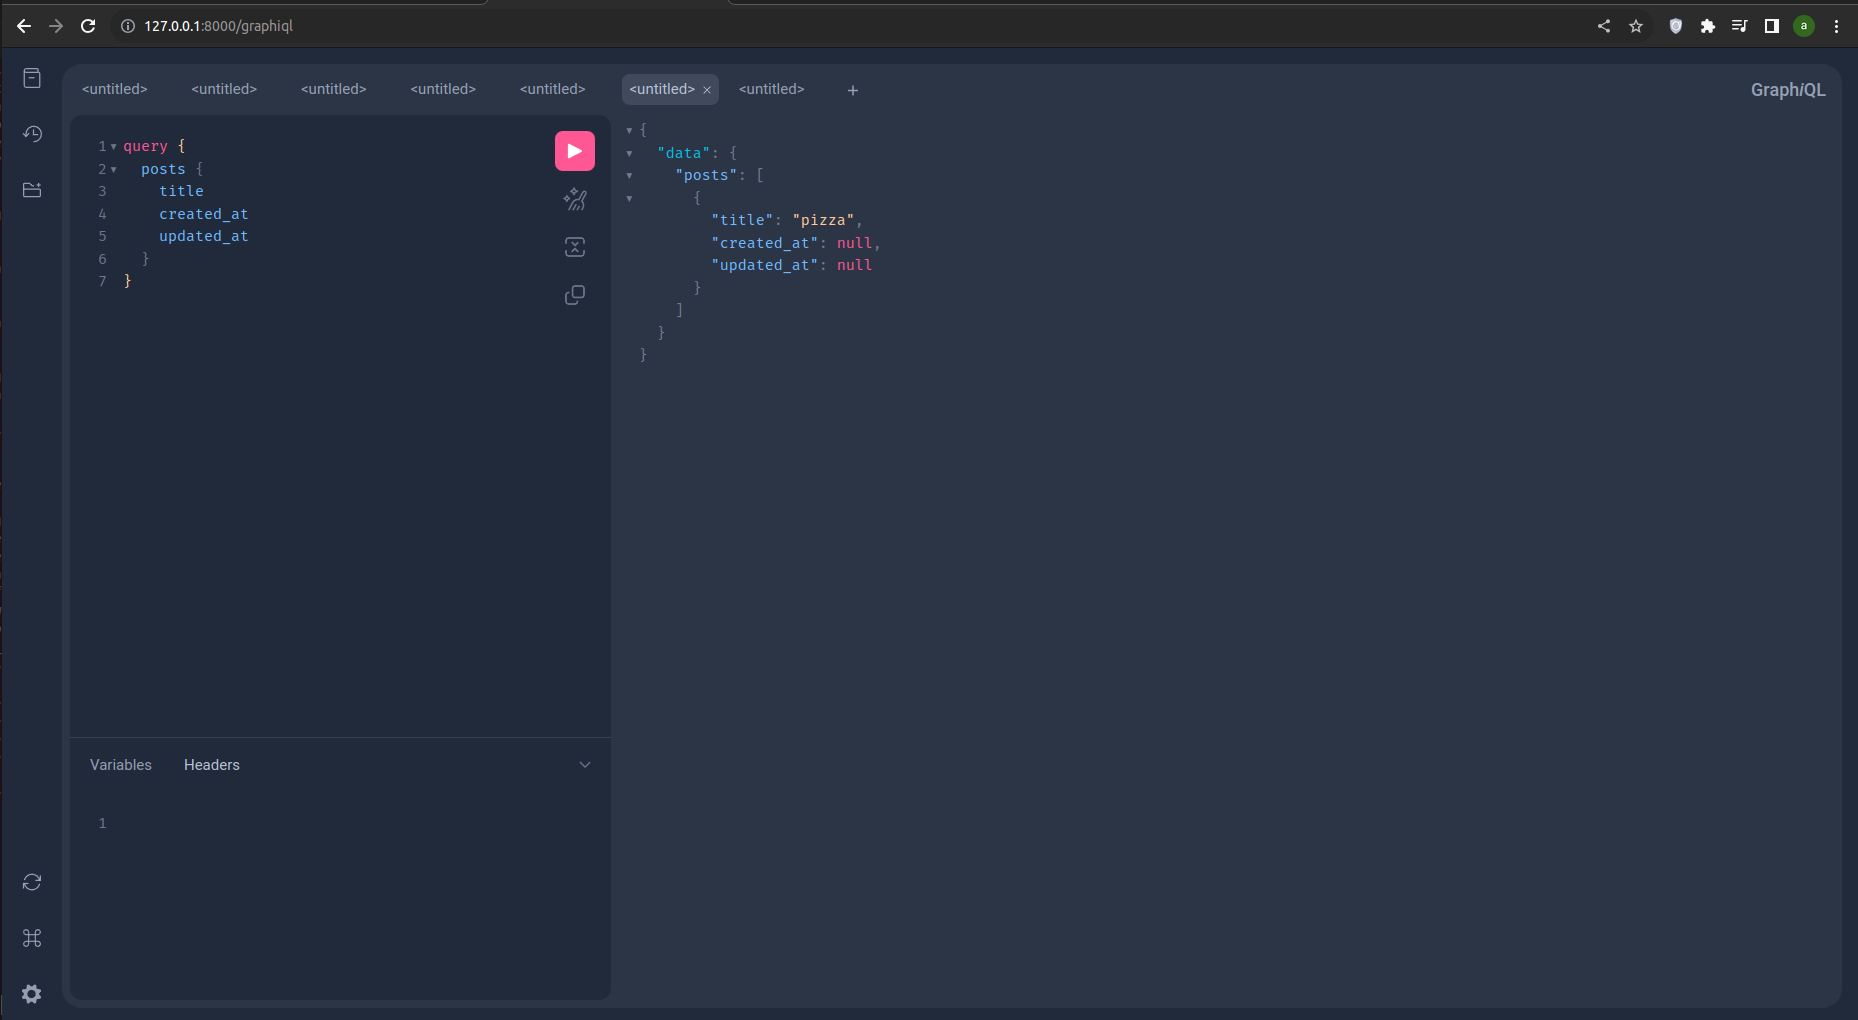 127.0.0.1:8000/graphiql
a
<untitled> <untitled> <untitled> <untitled> <untitled> <untitled> × <untitled> +
GraphiQL
1 query {
2 posts {
3 title
4 created_at
5 updated_at
6 }
7 }
{
"data": {
"posts": [
{
"title": "pizza",
"created_at": null,
"updated_at": null
}
]
}
}
Variables Headers
1